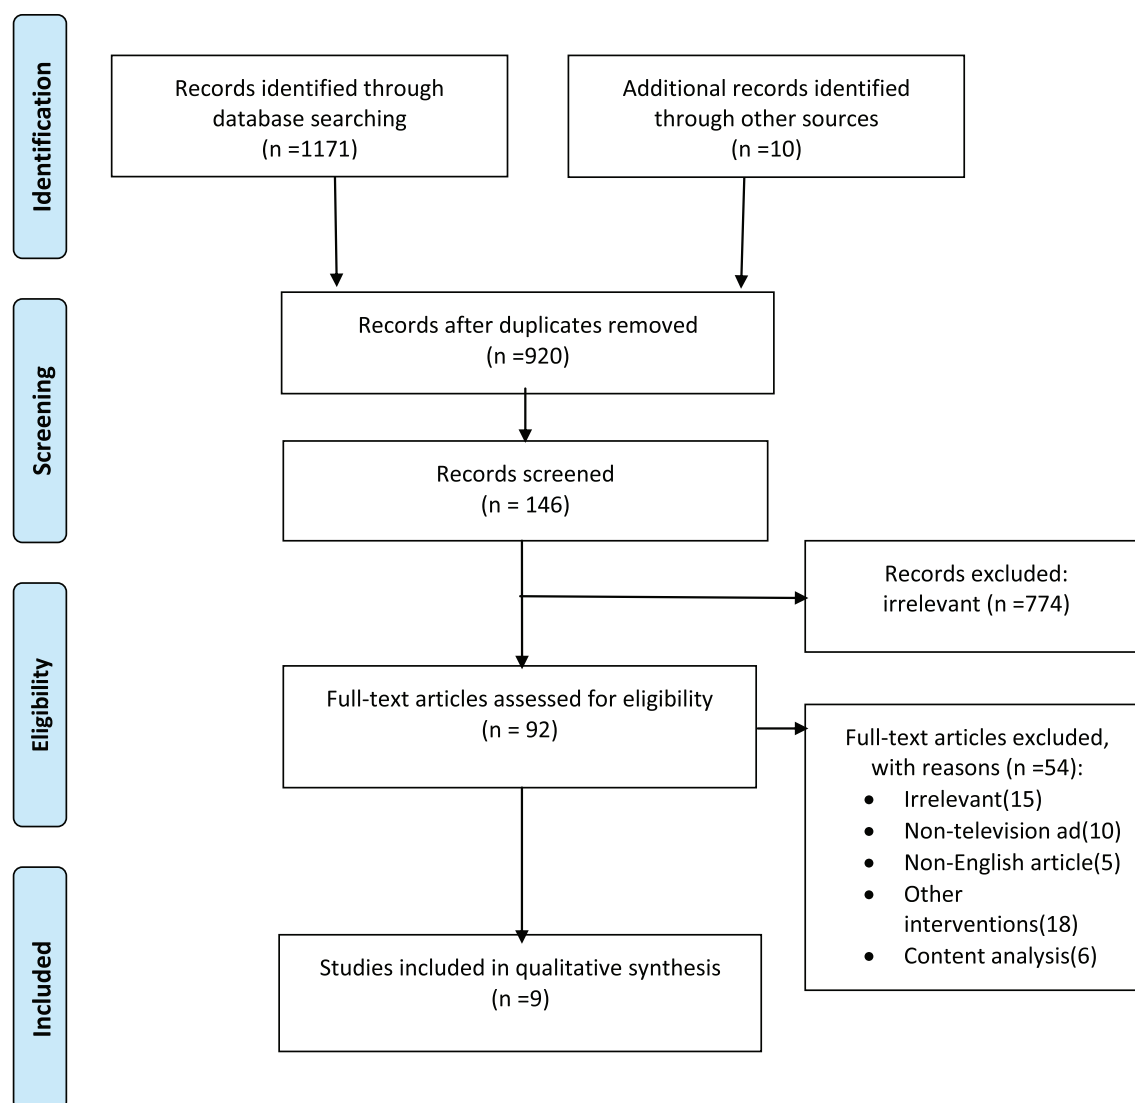 Identification
Records identified through
database searching
(n =1171)
Additional records identified
through other sources
(n =10)
Screening
Records after duplicates removed
(n =920)
Records screened
(n = 146)
Records excluded:
irrelevant (n =774)
Eligibility
Full-text articles assessed for eligibility
(n = 92)
Full-text articles excluded,
with reasons (n =54):
• Irrelevant(15)
• Non-television ad(10)
• Non-English article(5)
• Other
interventions(18)
• Content analysis(6)
Included
Studies included in qualitative synthesis
(n =9)